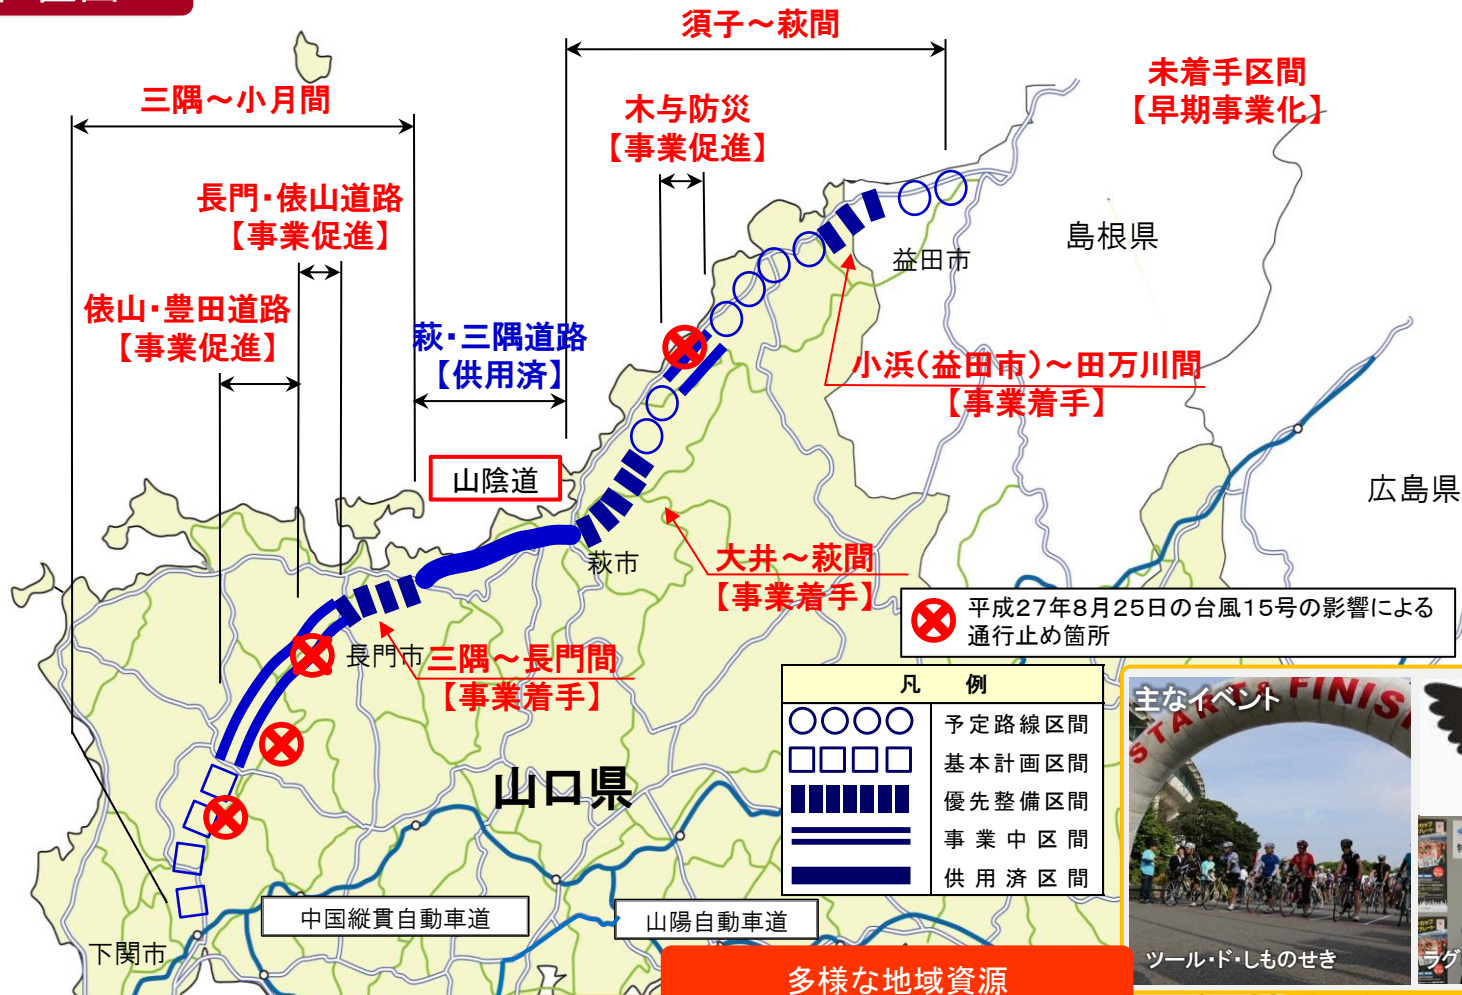 須子～萩間
未着手区間
【早期事業化】
三隅～小月間
木与防災
【事業促進】
長門・俵山道路
【事業促進】
島根県
益田市
俵山・豊田道路
【事業促進】
萩・三隅道路
【供用済】
小浜（益田市）～田万川間
【事業着手】
山陰道
広島県
萩市
大井～萩間
【事業着手】
平成27年8月25日の台風15号の影響による
通行止め箇所
長門市
三隅～長門間
【事業着手】
凡　例
予定路線区間
基本計画区間
優先整備区間
事業中区間
供用済区間
主なイベント
START & FINIS
山口県
中国縦貫自動車道
山陽自動車道
下関市
ツール・ド・しものせき
ラグ
多様な地域資源